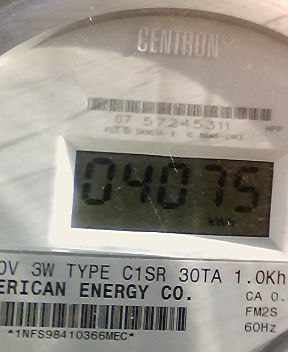 CENTRON®
07 57245311
HPP
04075
kWh
0V 3W TYPE C1SR 30TA 1.0Kh
ERICAN ENERGY CO.
CA 0.
FM2S
60Hz
*1NFS98410366MEC*